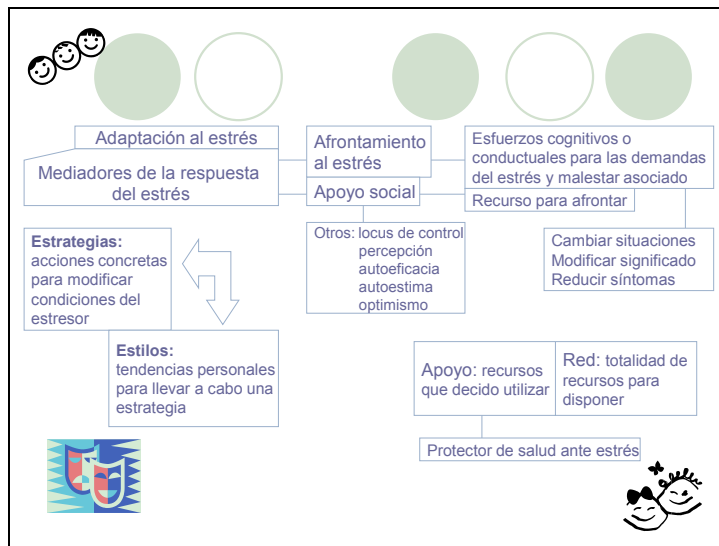 Adaptación al estrés
Mediadores de la respuesta
del estrés
Afrontamiento
al estrés
Apoyo social
Esfuerzos cognitivos o
conductuales para las demandas
del estrés y malestar asociado
Recurso para afrontar
Otros: locus de control
percepción
autoeficacia
autoestima
optimismo
Cambiar situaciones
Modificar significado
Reducir síntomas
Estrategias:
acciones concretas
para modificar
condiciones del
estresor
Estilos:
tendencias personales
para llevar a cabo una
estrategia
Apoyo: recursos
que decido utilizar
Red: totalidad de
recursos para
disponer
Protector de salud ante estrés